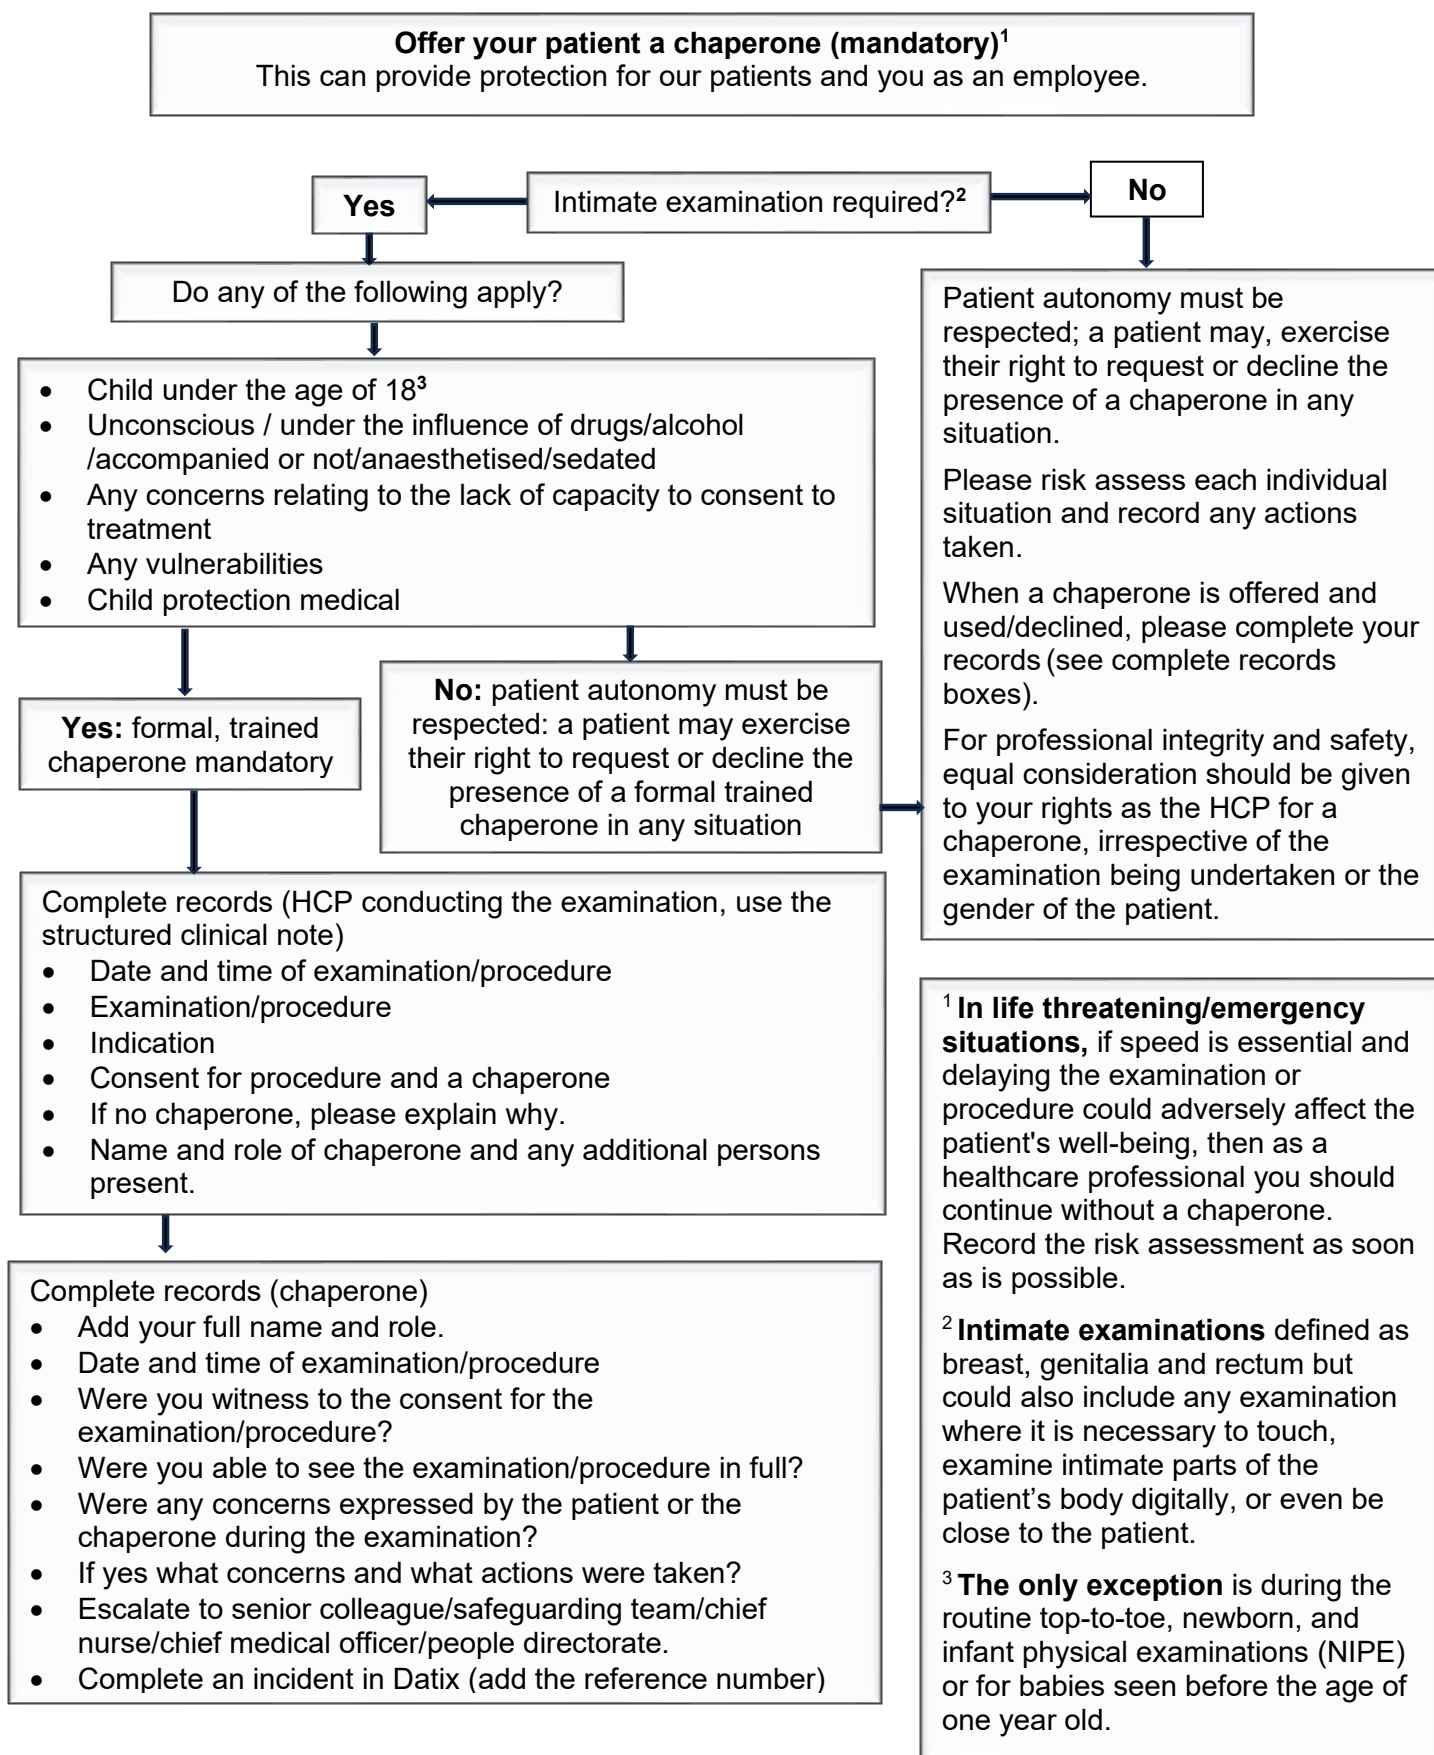 Offer your patient a chaperone (mandatory)1
This can provide protection for our patients and you as an employee.
Yes
Intimate examination required?2
No
Do any of the following apply?
• Child under the age of 183
• Unconscious / under the influence of drugs/alcohol
/accompanied or not/anaesthetised/sedated
• Any concerns relating to the lack of capacity to consent to
treatment
• Any vulnerabilities
• Child protection medical
Yes: formal, trained
chaperone mandatory
No: patient autonomy must be
respected: a patient may exercise
their right to request or decline the
presence of a formal trained
chaperone in any situation
Patient autonomy must be
respected; a patient may, exercise
their right to request or decline the
presence of a chaperone in any
situation.
Please risk assess each individual
situation and record any actions
taken.
When a chaperone is offered and
used/declined, please complete your
records (see complete records
boxes).
For professional integrity and safety,
equal consideration should be given
to your rights as the HCP for a
chaperone, irrespective of the
examination being undertaken or the
gender of the patient.
Complete records (HCP conducting the examination, use the
structured clinical note)
• Date and time of examination/procedure
• Examination/procedure
• Indication
• Consent for procedure and a chaperone
• If no chaperone, please explain why.
• Name and role of chaperone and any additional persons
present.
Complete records (chaperone)
• Add your full name and role.
• Date and time of examination/procedure
• Were you witness to the consent for the
examination/procedure?
• Were you able to see the examination/procedure in full?
• Were any concerns expressed by the patient or the
chaperone during the examination?
• If yes what concerns and what actions were taken?
• Escalate to senior colleague/safeguarding team/chief
nurse/chief medical officer/people directorate.
• Complete an incident in Datix (add the reference number)
1 In life threatening/emergency
situations, if speed is essential and
delaying the examination or
procedure could adversely affect the
patient's well-being, then as a
healthcare professional you should
continue without a chaperone.
Record the risk assessment as soon
as is possible.
2 Intimate examinations defined as
breast, genitalia and rectum but
could also include any examination
where it is necessary to touch,
examine intimate parts of the
patient’s body digitally, or even be
close to the patient.
3 The only exception is during the
routine top-to-toe, newborn, and
infant physical examinations (NIPE)
or for babies seen before the age of
one year old.